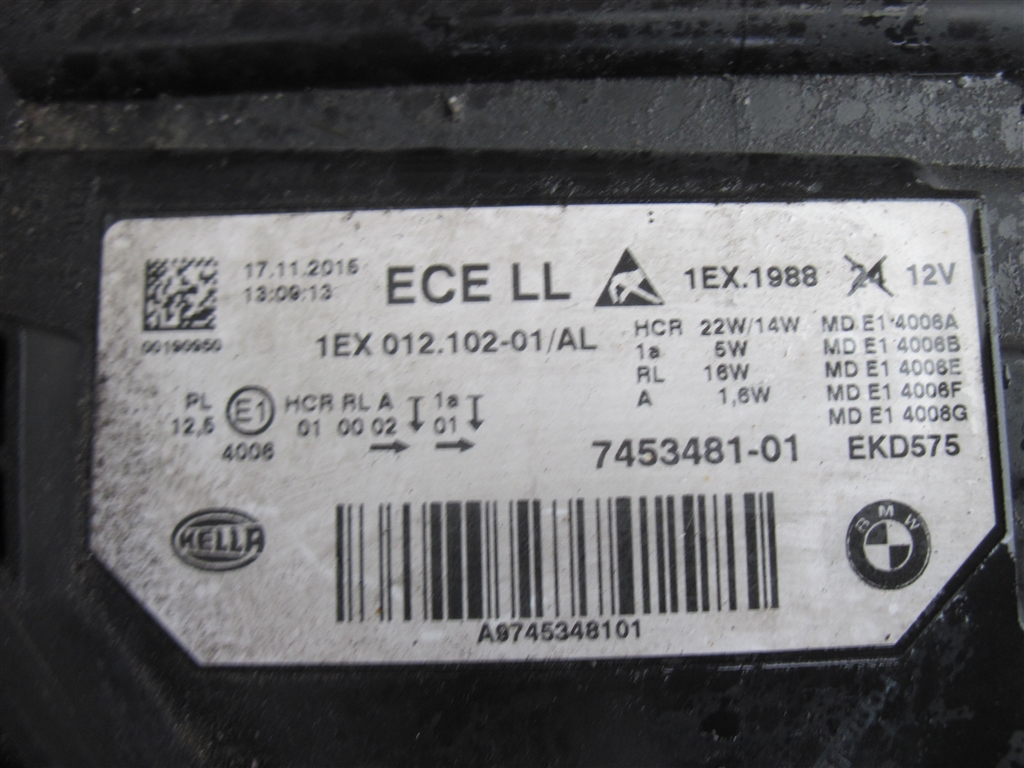 17.11.2015
13:09:13
00190950
ECE LL
1EX.1988 24 12V
1EX 012.102-01/AL
HCR 22W/14W MD E1 4006A
1a 5W MD E1 4006B
RL 16W MD E1 4006E
A 1,6W MD E1 4006F
MD E1 4006G
PL
12,5
E1
4006
HCR RL A 1a
01 00 02 01
7453481-01 EKD575
HELLA
A9745348101
BMW